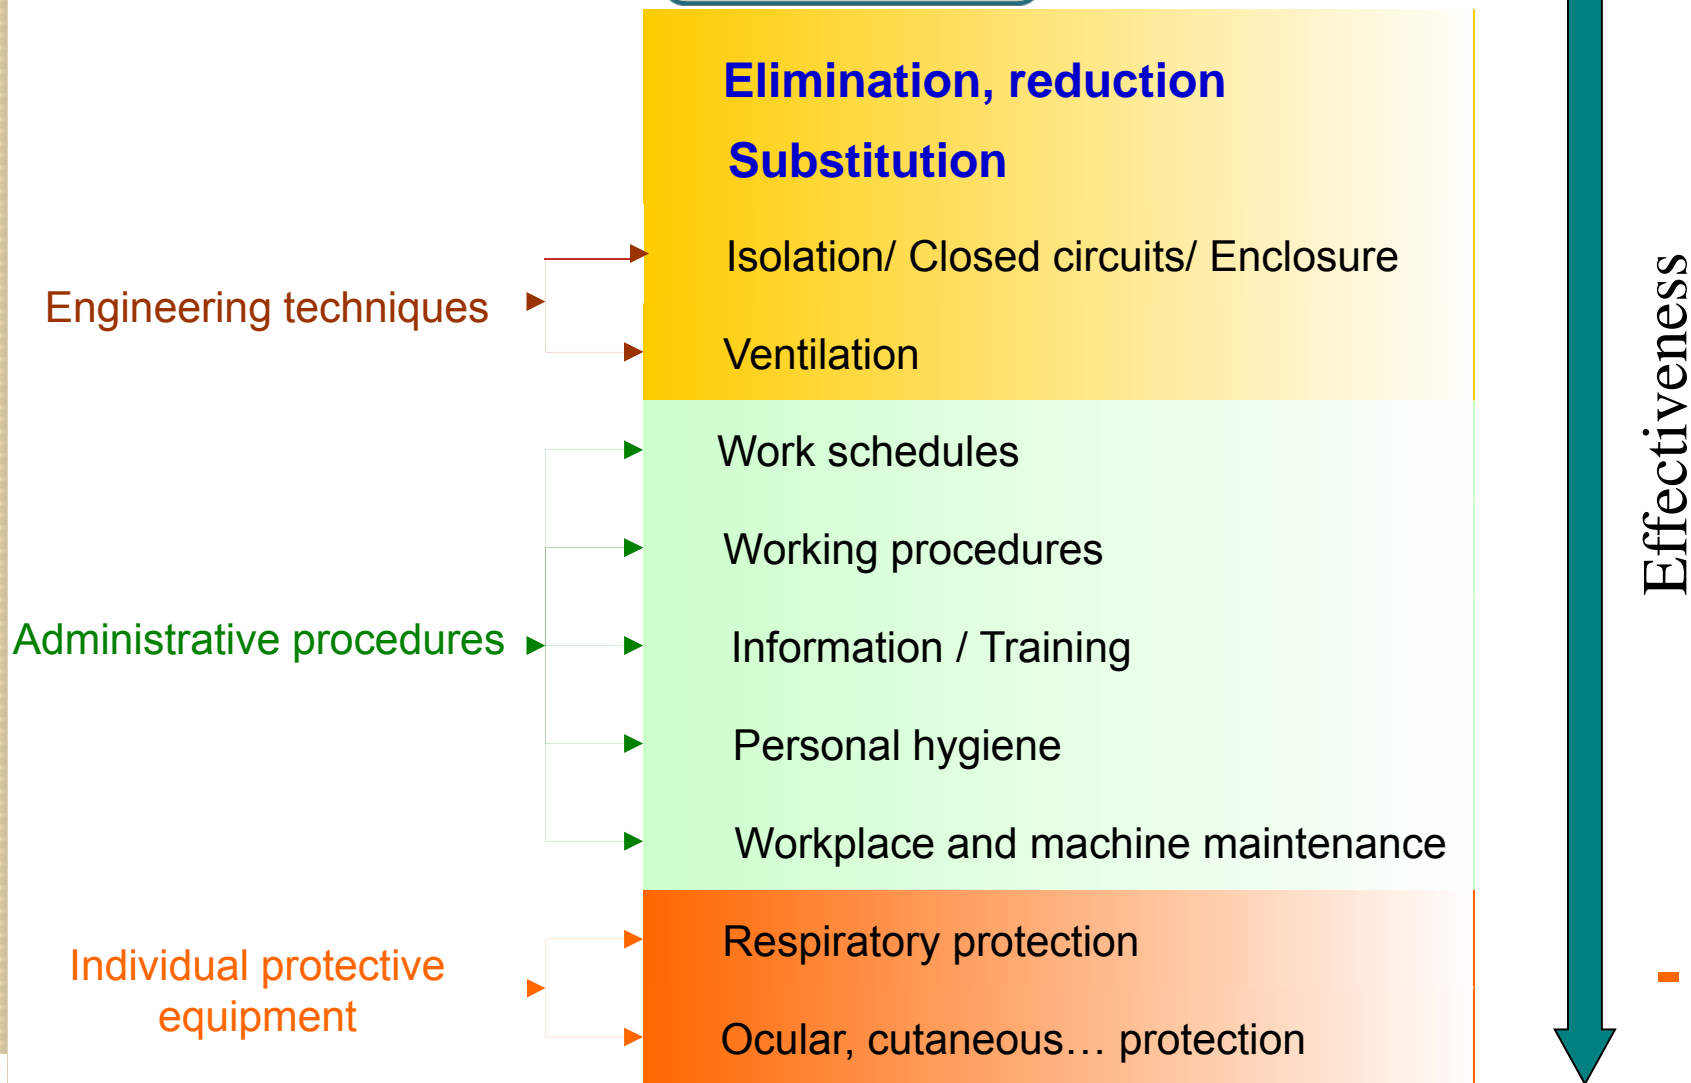 Elimination, reduction
Substitution
Engineering techniques
Isolation/ Closed circuits/ Enclosure
Ventilation
Administrative procedures
Work schedules
Working procedures
Information / Training
Personal hygiene
Workplace and machine maintenance
Individual protective
equipment
Respiratory protection
Ocular, cutaneous… protection
Effectiveness
-